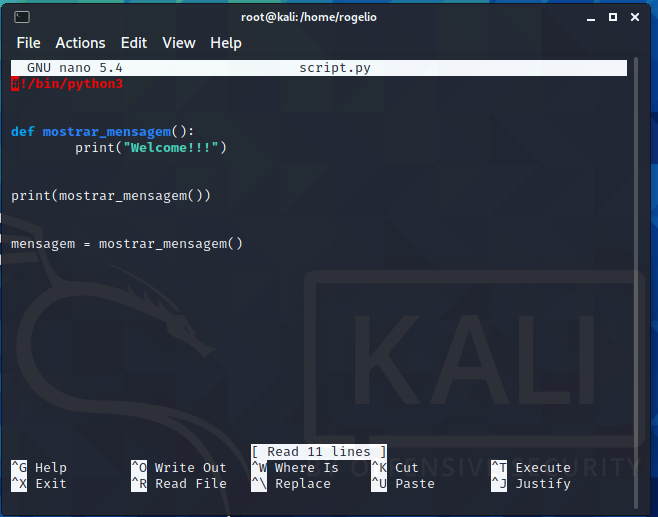 root@kali: /home/rogelio
File Actions Edit View Help
GNU nano 5.4 script.py
#!/bin/python3
def mostrar_mensagem():
print("Welcome!!!")
print(mostrar_mensagem())
mensagem = mostrar_mensagem()
KALI
OFFENSIVE SECURITY
[ Read 11 lines ]
^G Help ^O Write Out ^W Where Is ^K Cut ^T Execute
^X Exit ^R Read File ^\ Replace ^U Paste ^J Justify